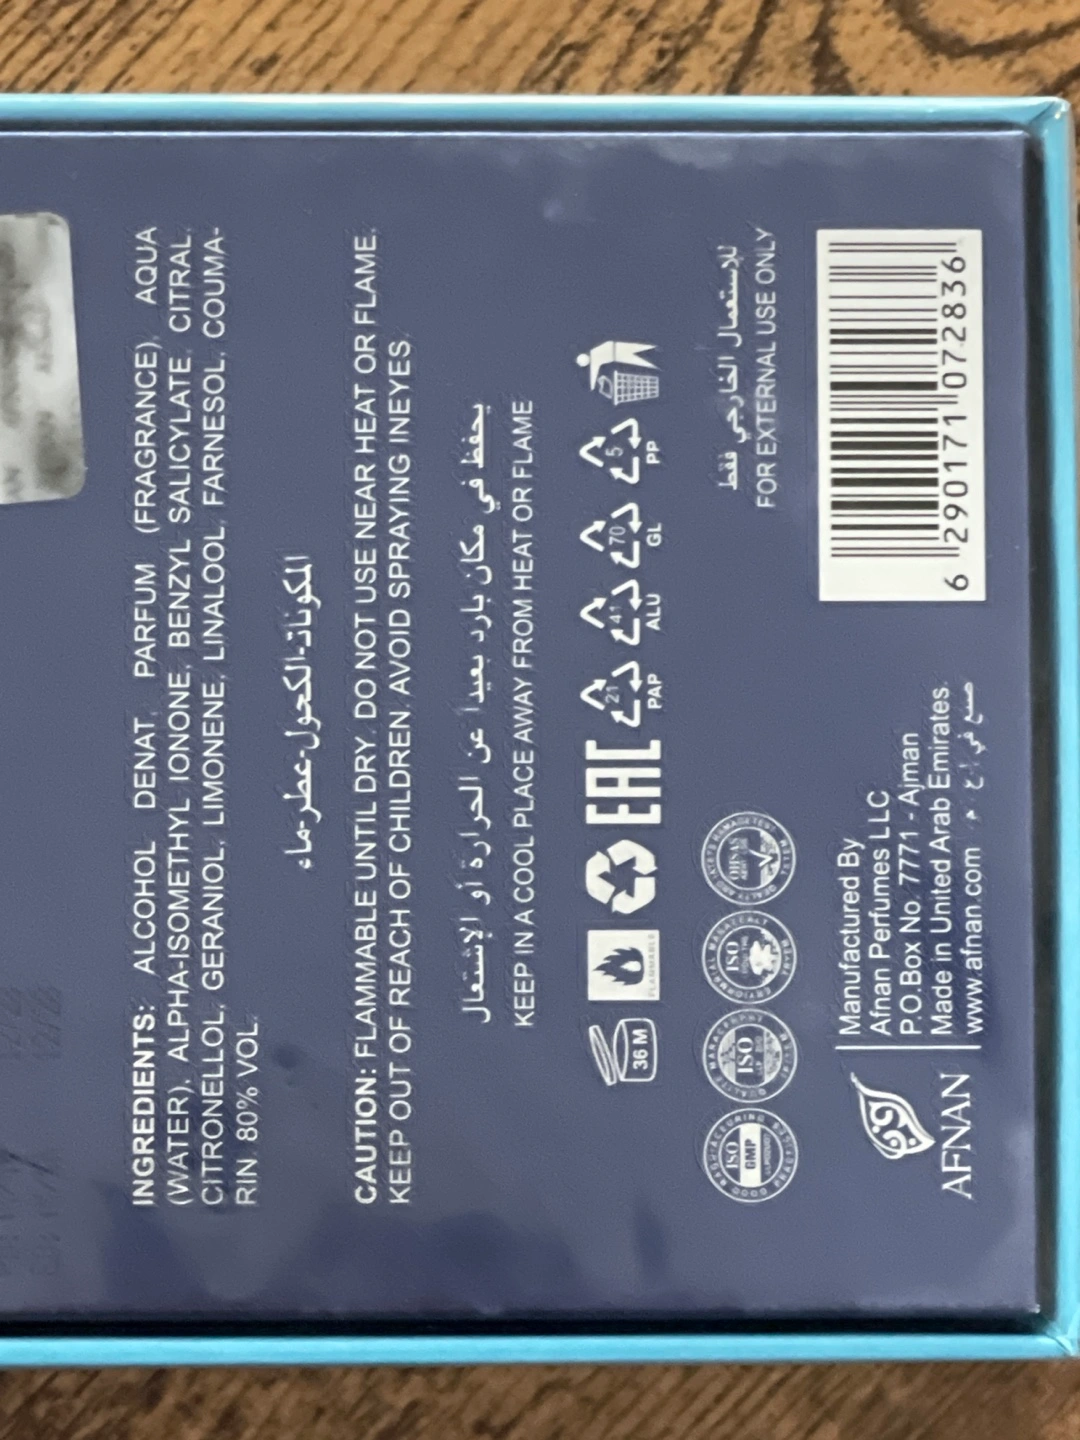 INGREDIENTS: ALCOHOL DENAT, PARFUM (FRAGRANCE), AQUA
(WATER), ALPHA-ISOMETHYL IONONE, BENZYL SALICYLATE, CITRAL,
CITRONELLOL, GERANIOL, LIMONENE, LINALOOL, FARNESOL, COUMA-
RIN. 80% VOL.
المكونات-الكحول-عطر-ماء
CAUTION: FLAMMABLE UNTIL DRY. DO NOT USE NEAR HEAT OR FLAME.
KEEP OUT OF REACH OF CHILDREN. AVOID SPRAYING IN EYES.
يحفظ في مكان بارد بعيداً عن الحرارة أو الإشتعال
KEEP IN A COOL PLACE AWAY FROM HEAT OR FLAME
36 M
FLAMMABLE
EAC
21
PAP
41
ALU
70
GL
5
PP
ISO
GMP
ISO
ISO
OHSAS
للإستعمال الخارجي فقط
FOR EXTERNAL USE ONLY
AFNAN
Manufactured By
Afnan Perfumes LLC
P.O.Box No. 7771 - Ajman
Made in United Arab Emirates.
www.afnan.com صنع في إ. ع. م.
6 290171 072836